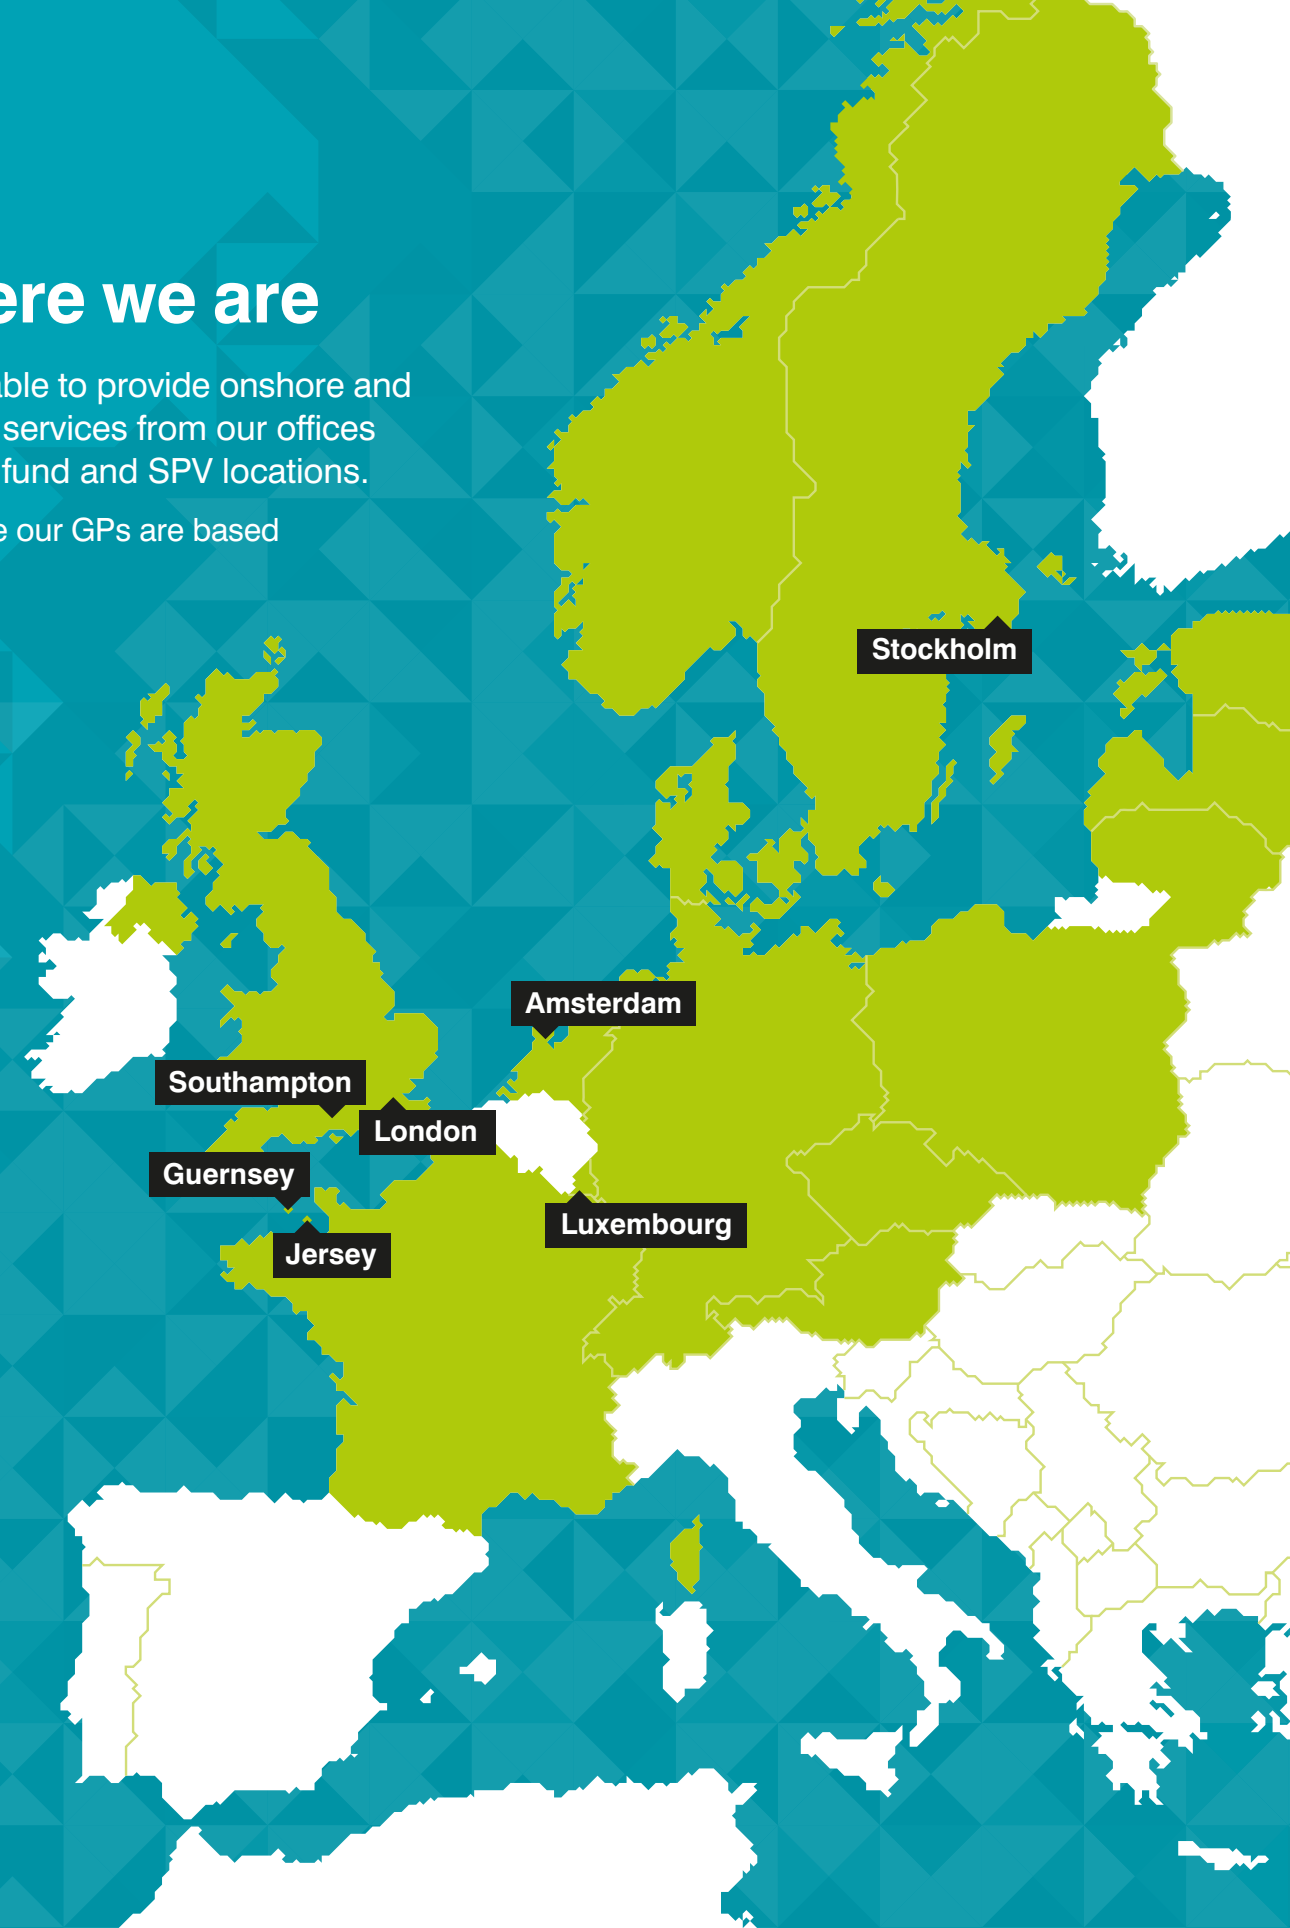 ere we are
able to provide onshore and
services from our offices
fund and SPV locations.
e our GPs are based
Stockholm
Amsterdam
Southampton
London
Guernsey
Luxembourg
Jersey